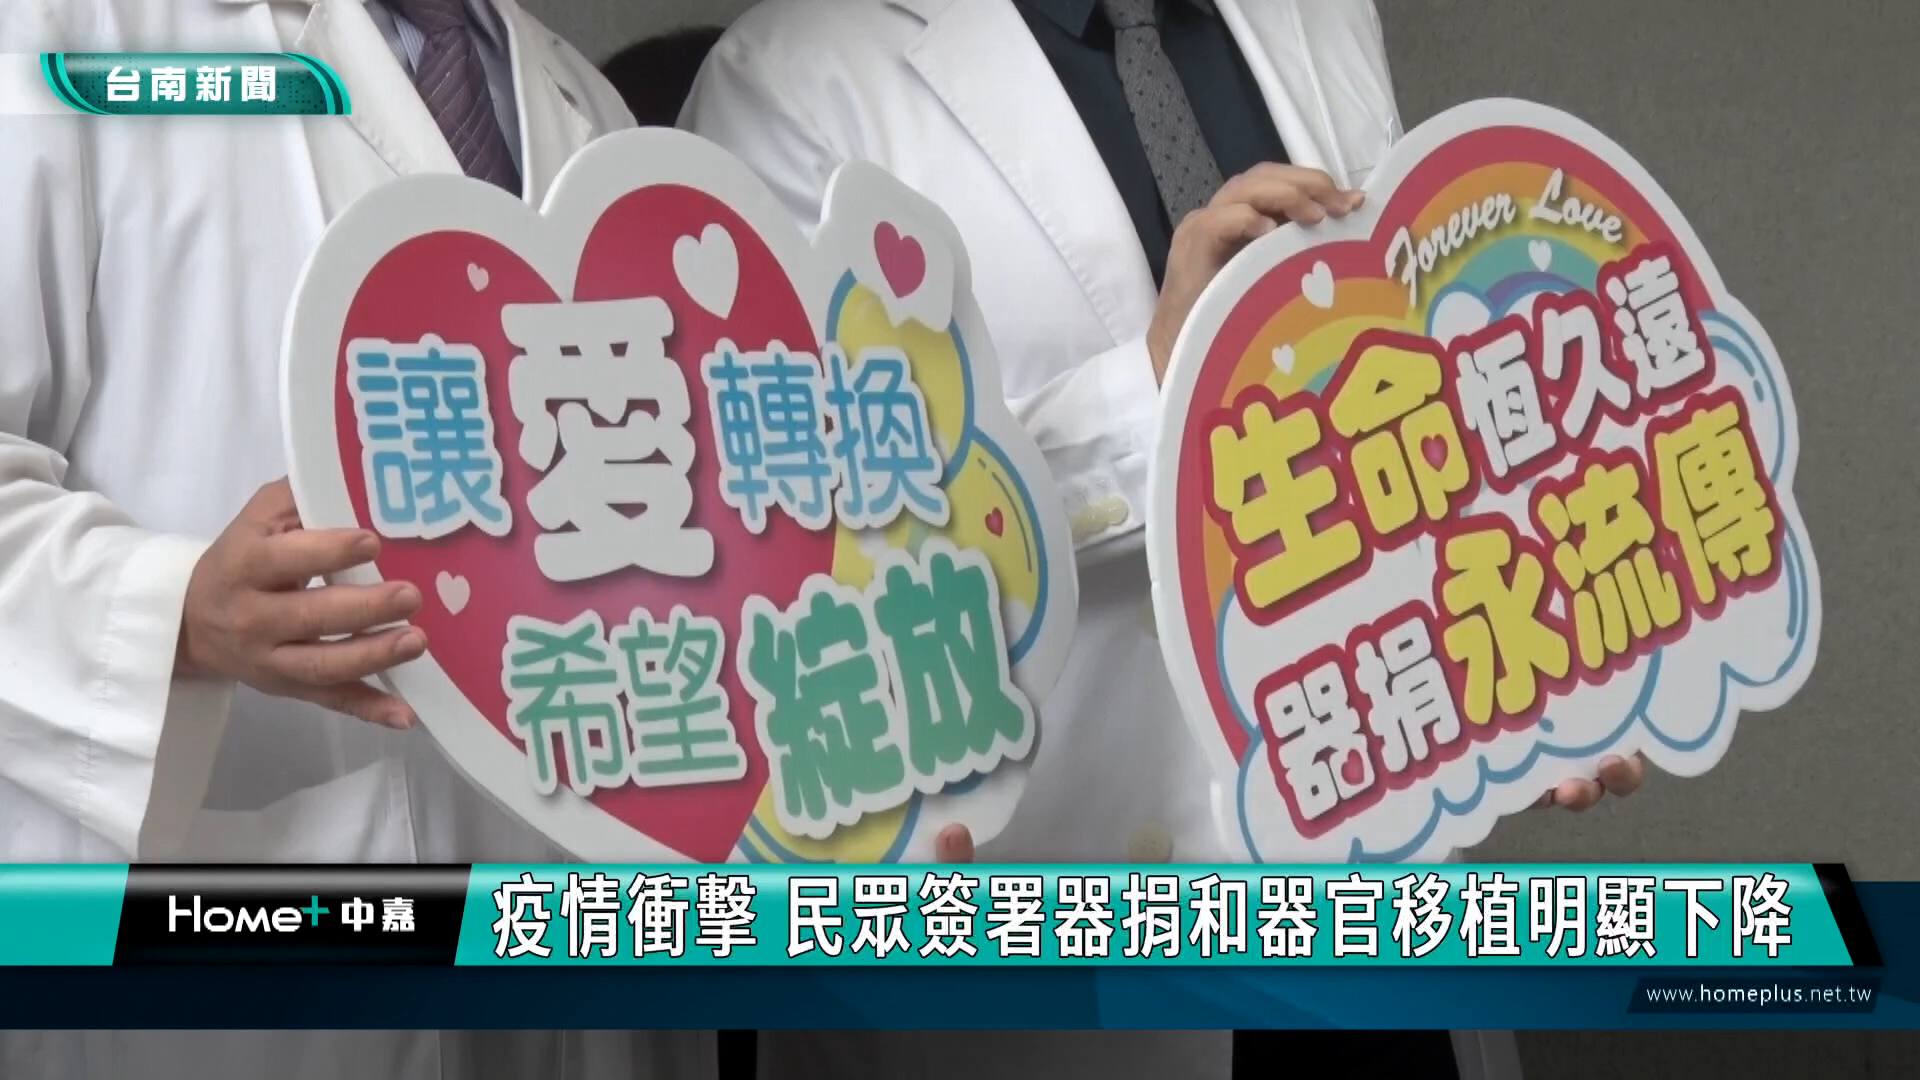 台南新聞
讓愛轉換
希望綻放
Forever Love
生命恆久遠
器捐永流傳
Home+中嘉
疫情衝擊 民眾簽署器捐和器官移植明顯下降
www.homeplus.net.tw